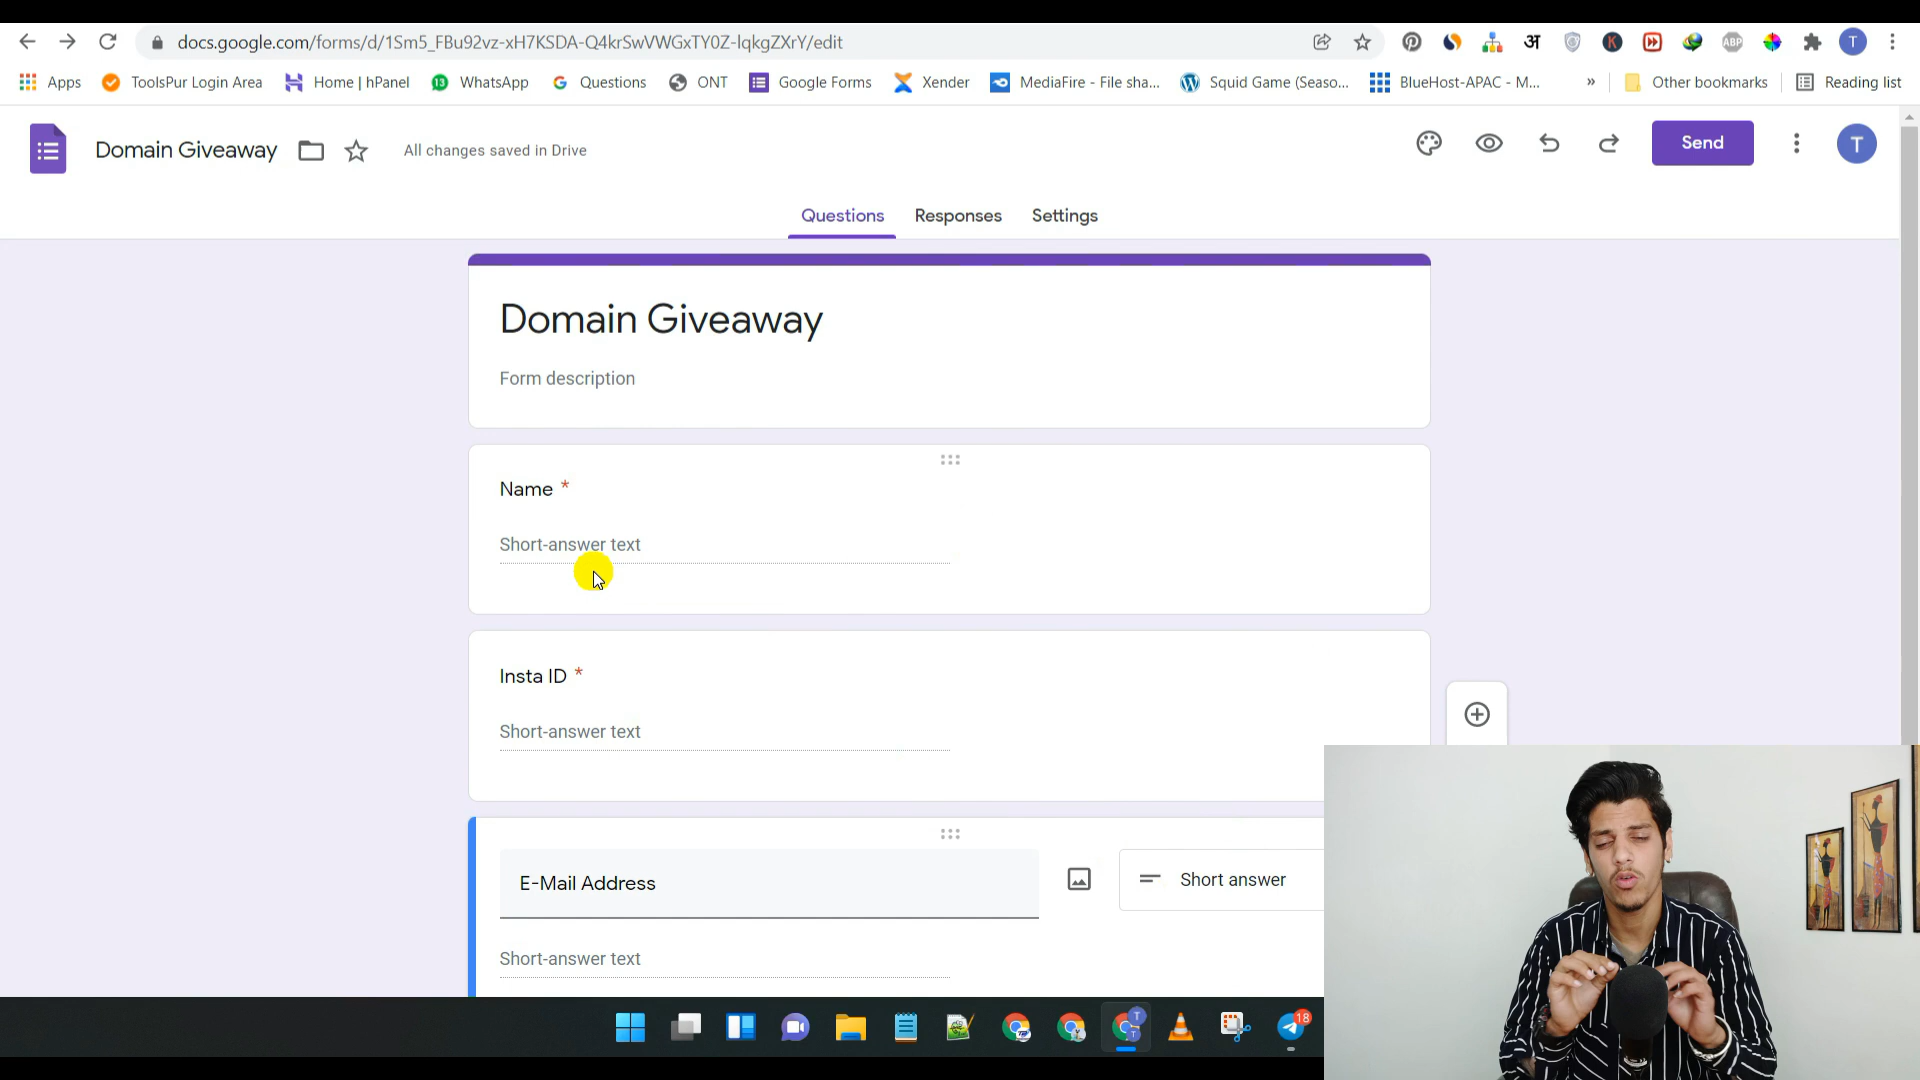 docs.google.com/forms/d/1Sm5_FBu92vz-xH7KSDA-Q4krSwVWGxTY0Z-lqkgZXrY/edit
अ
K
ABP
T
Apps
ToolsPur Login Area
Home | hPanel
13
WhatsApp
Questions
ONT
Google Forms
Xender
MediaFire - File sha...
Squid Game (Seaso...
BlueHost-APAC - M...
»
Other bookmarks
Reading list
Domain Giveaway
All changes saved in Drive
Send
T
Questions
Responses
Settings
Domain Giveaway
Form description
Name *
Short-answer text
Insta ID *
Short-answer text
E-Mail Address
Short answer
Short-answer text
T
T
18